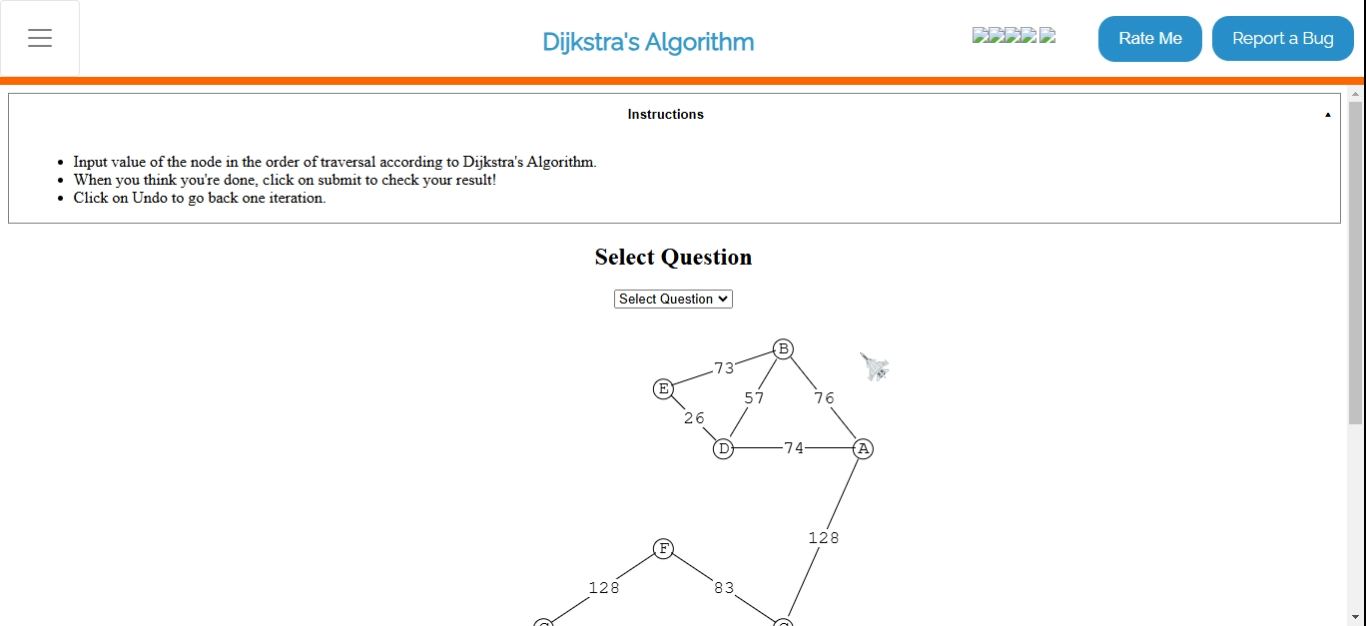 Dijkstra's Algorithm
Rate Me
Report a Bug
Instructions
Input value of the node in the order of traversal according to Dijkstra's Algorithm.
When you think you're done, click on submit to check your result!
Click on Undo to go back one iteration.
Select Question
Select Question
B
73
E
57
76
26
D
74
A
128
F
128
83